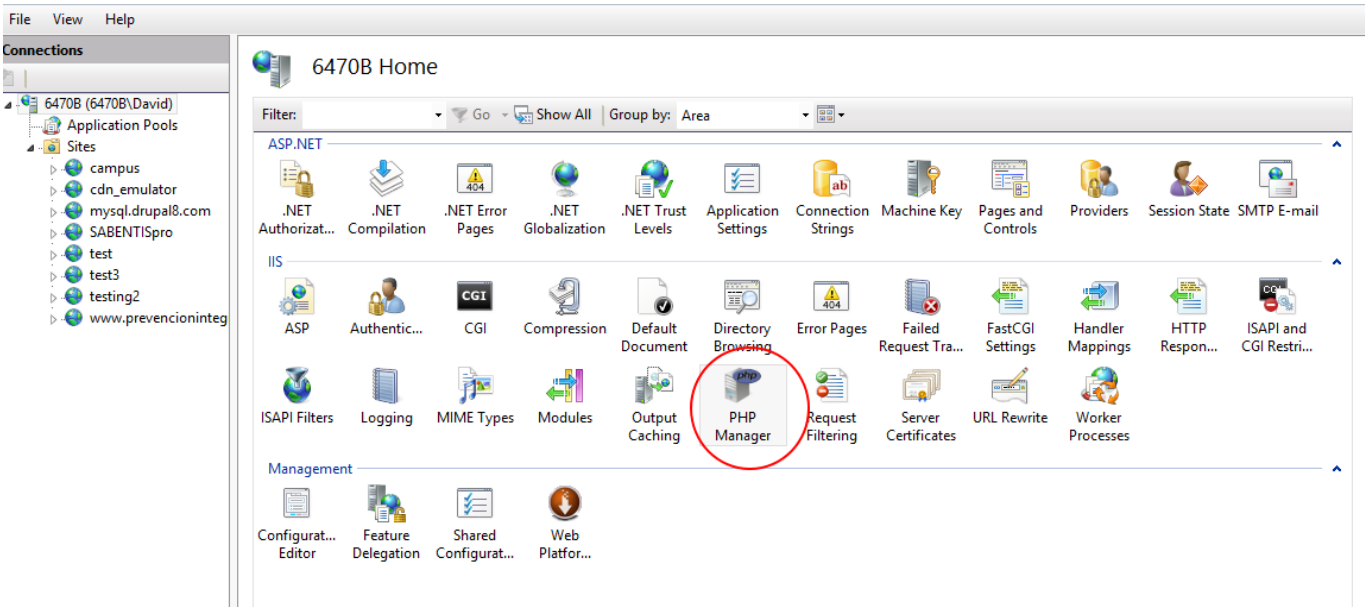 File View Help
Connections
6470B (6470B\David)
Application Pools
Sites
campus
cdn_emulator
mysql.drupal8.com
SABENTISpro
test
test3
testing2
www.prevencioninteg
6470B Home
Filter: Go Show All Group by: Area
ASP.NET
.NET Authorizat...
.NET Compilation
.NET Error Pages
.NET Globalization
.NET Trust Levels
Application Settings
Connection Strings
Machine Key
Pages and Controls
Providers
Session State
SMTP E-mail
IIS
ASP
Authentic...
CGI
Compression
Default Document
Directory Browsing
Error Pages
Failed Request Tra...
FastCGI Settings
Handler Mappings
HTTP Respon...
ISAPI and CGI Restri...
ISAPI Filters
Logging
MIME Types
Modules
Output Caching
PHP Manager
Request Filtering
Server Certificates
URL Rewrite
Worker Processes
Management
Configurat... Editor
Feature Delegation
Shared Configurat...
Web Platfor...